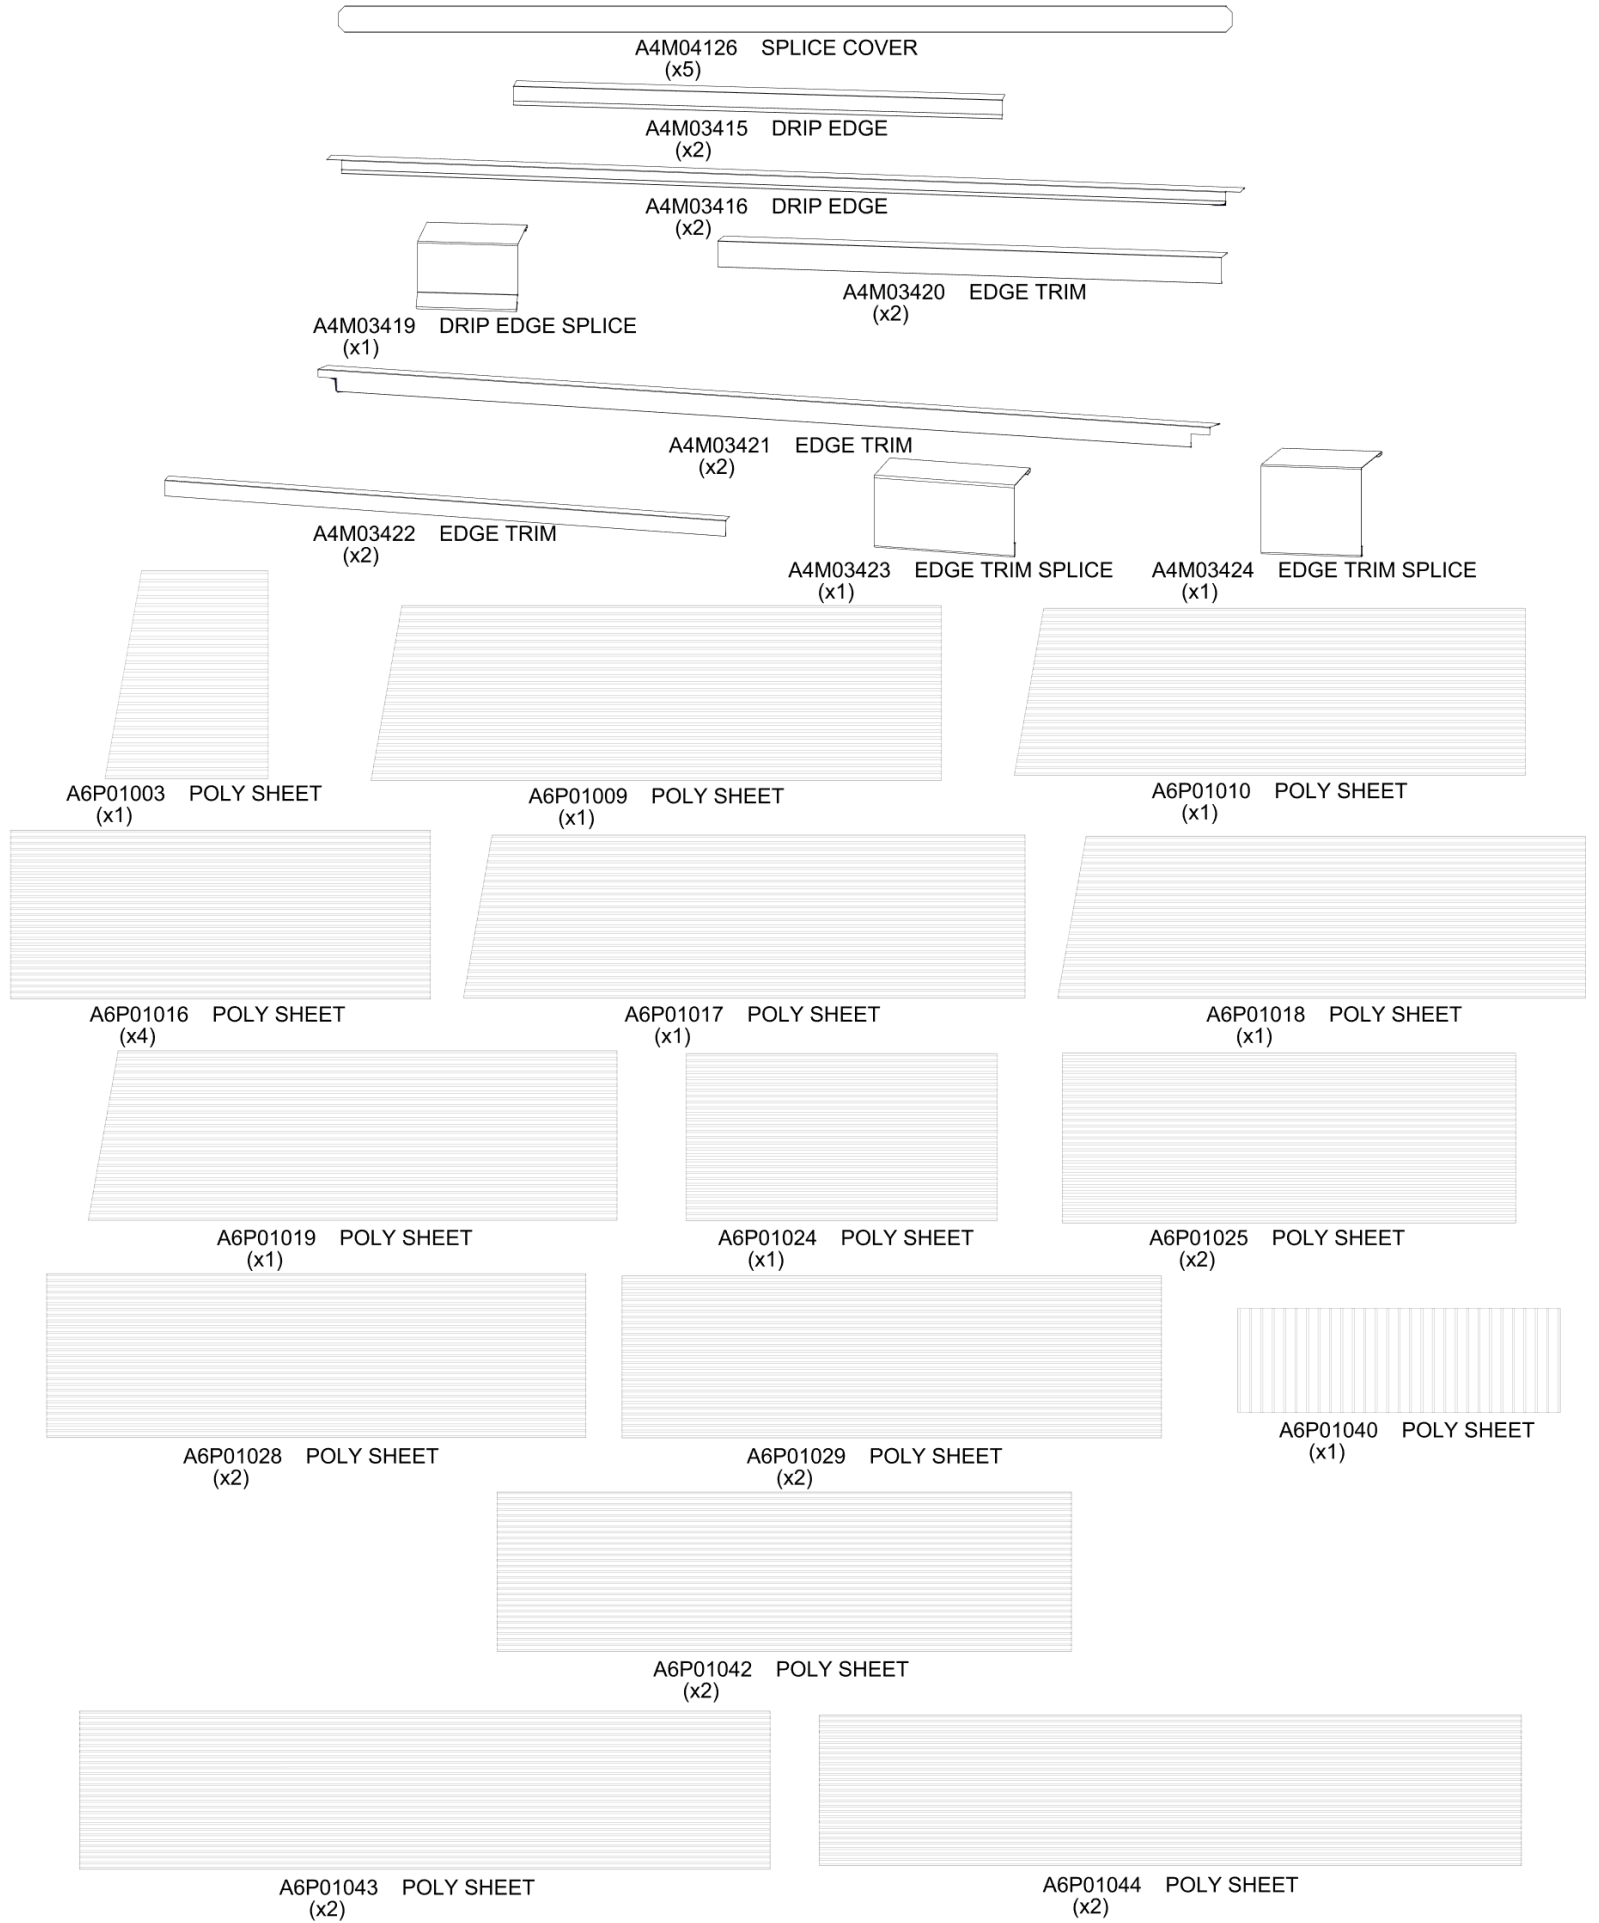 A4M04126 SPLICE COVER
(x5)
A4M03415 DRIP EDGE
(x2)
A4M03416 DRIP EDGE
(x2)
A4M03420 EDGE TRIM
(x2)
A4M03419 DRIP EDGE SPLICE
(x1)
A4M03421 EDGE TRIM
(x2)
A4M03422 EDGE TRIM
(x2)
A4M03423 EDGE TRIM SPLICE
(x1)
A4M03424 EDGE TRIM SPLICE
(x1)
A6P01003 POLY SHEET
(x1)
A6P01009 POLY SHEET
(x1)
A6P01010 POLY SHEET
(x1)
A6P01016 POLY SHEET
(x4)
A6P01017 POLY SHEET
(x1)
A6P01018 POLY SHEET
(x1)
A6P01019 POLY SHEET
(x1)
A6P01024 POLY SHEET
(x1)
A6P01025 POLY SHEET
(x2)
A6P01028 POLY SHEET
(x2)
A6P01029 POLY SHEET
(x2)
A6P01040 POLY SHEET
(x1)
A6P01042 POLY SHEET
(x2)
A6P01043 POLY SHEET
(x2)
A6P01044 POLY SHEET
(x2)